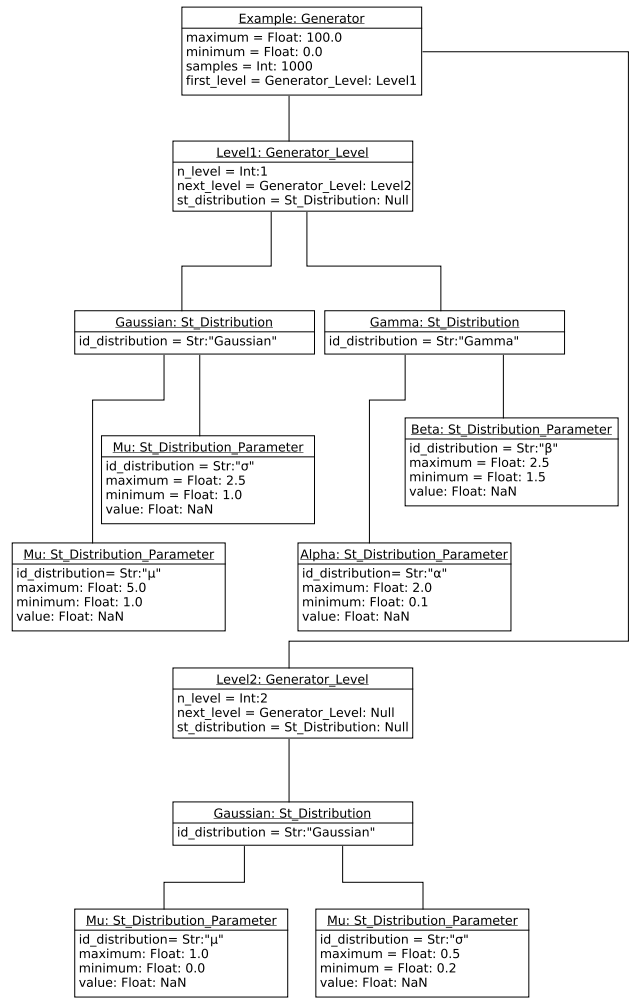 Example: Generator
maximum = Float: 100.0
minimum = Float: 0.0
samples = Int: 1000
first_level = Generator_Level: Level1
Level1: Generator_Level
n_level = Int:1
next_level = Generator_Level: Level2
st_distribution = St_Distribution: Null
Gaussian: St_Distribution
id_distribution = Str:"Gaussian"
Gamma: St_Distribution
id_distribution = Str:"Gamma"
Mu: St_Distribution_Parameter
id_distribution = Str:"σ"
maximum = Float: 2.5
minimum = Float: 1.0
value: Float: NaN
Beta: St_Distribution_Parameter
id_distribution = Str:"β"
maximum = Float: 2.5
minimum = Float: 1.5
value: Float: NaN
Mu: St_Distribution_Parameter
id_distribution= Str:"μ"
maximum: Float: 5.0
minimum: Float: 1.0
value: Float: NaN
Alpha: St_Distribution_Parameter
id_distribution= Str:"α"
maximum: Float: 2.0
minimum: Float: 0.1
value: Float: NaN
Level2: Generator_Level
n_level = Int:2
next_level = Generator_Level: Null
st_distribution = St_Distribution: Null
Gaussian: St_Distribution
id_distribution = Str:"Gaussian"
Mu: St_Distribution_Parameter
id_distribution= Str:"μ"
maximum: Float: 1.0
minimum: Float: 0.0
value: Float: NaN
Mu: St_Distribution_Parameter
id_distribution = Str:"σ"
maximum = Float: 0.5
minimum = Float: 0.2
value: Float: NaN